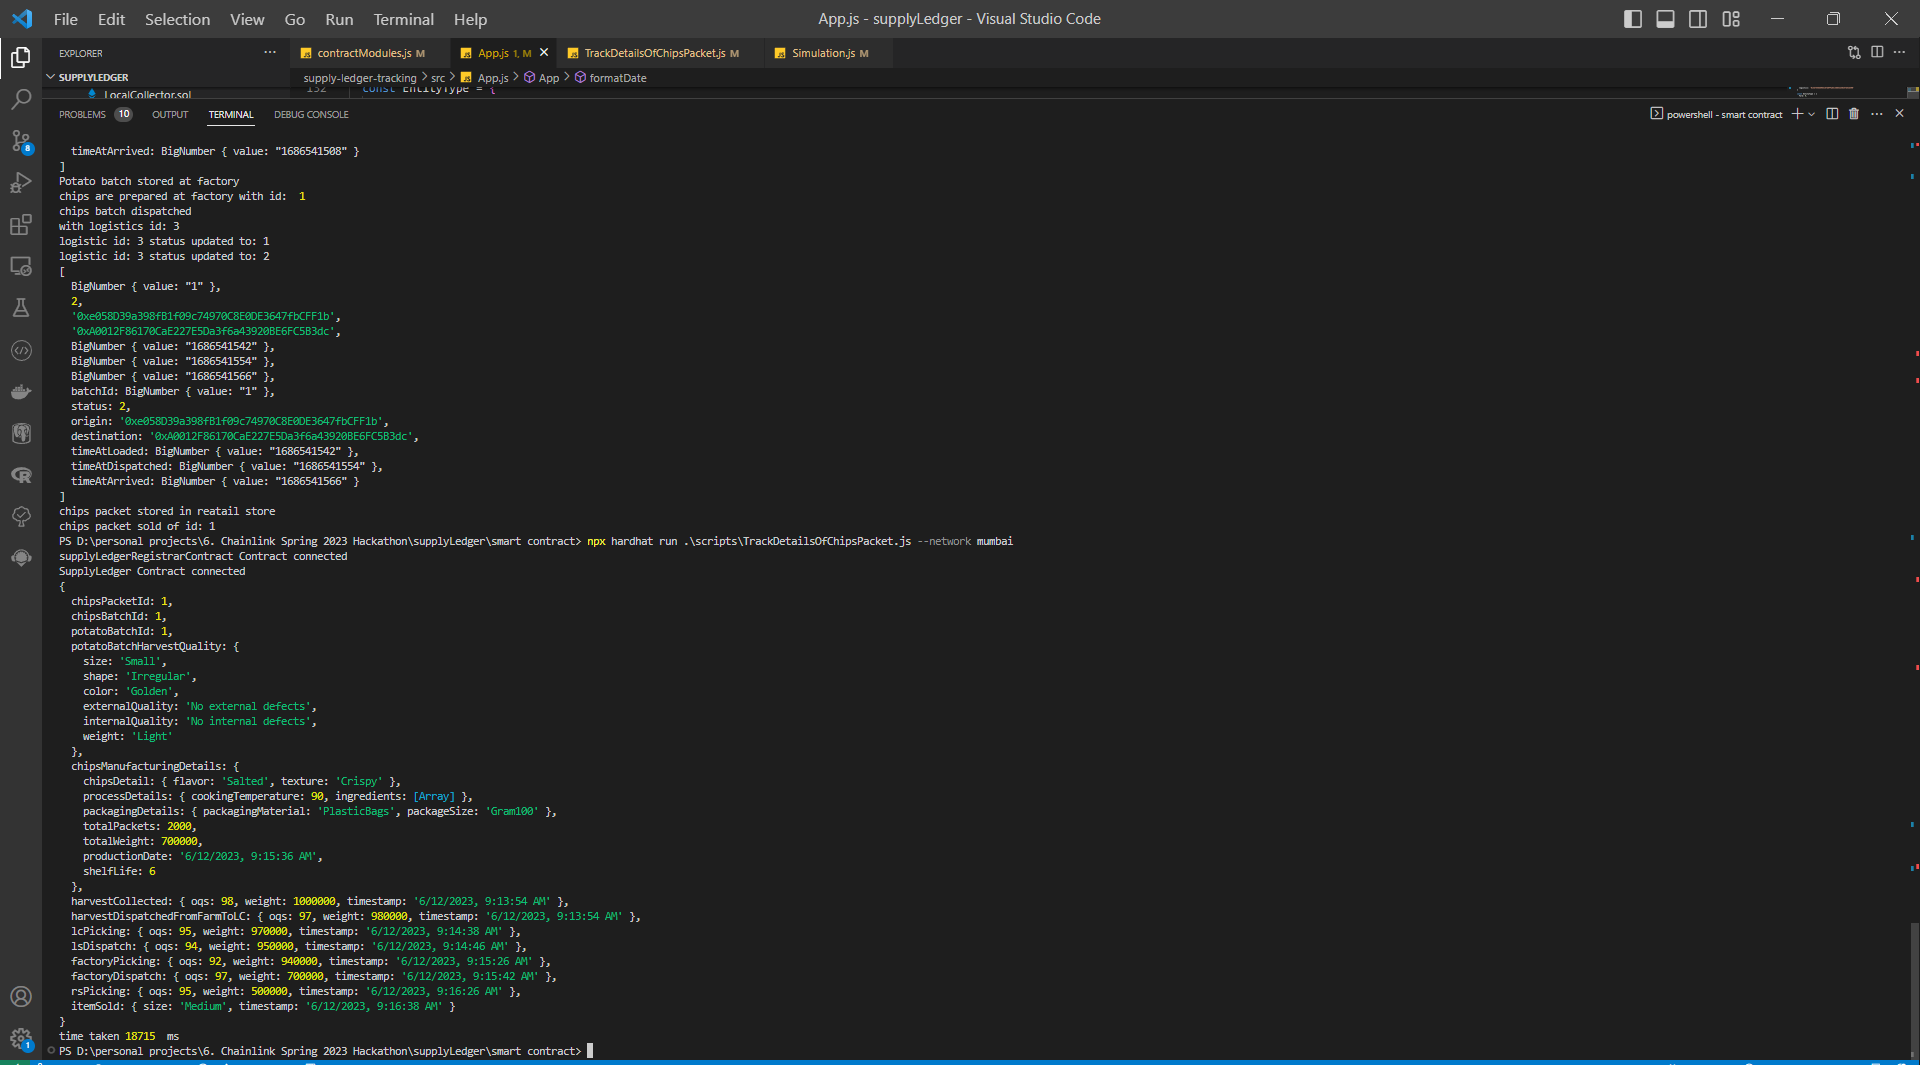 File Edit Selection View Go Run Terminal Help App.js - supplyLedger - Visual Studio Code
EXPLORER ... contractModules.js M App.js 1, M TrackDetailsOfChipsPacket.js M Simulation.js M
SUPPLYLEDGER supply-ledger-tracking > src > App.js > App > formatDate
LocalCollector.sol 132 const EntityType = {
PROBLEMS 10 OUTPUT TERMINAL DEBUG CONSOLE powershell - smart contract
timeAtArrived: BigNumber { value: "1686541508" }
]
Potato batch stored at factory
chips are prepared at factory with id:  1
chips batch dispatched
with logistics id: 3
logistic id: 3 status updated to: 1
logistic id: 3 status updated to: 2
[
BigNumber { value: "1" },
2,
'0xe058D39a398fB1f09c74970C8E0DE3647fbCFF1b',
'0xA0012F86170CaE227E5Da3f6a43920BE6FC5B3dc',
BigNumber { value: "1686541542" },
BigNumber { value: "1686541554" },
BigNumber { value: "1686541566" },
batchId: BigNumber { value: "1" },
status: 2,
origin: '0xe058D39a398fB1f09c74970C8E0DE3647fbCFF1b',
destination: '0xA0012F86170CaE227E5Da3f6a43920BE6FC5B3dc',
timeAtLoaded: BigNumber { value: "1686541542" },
timeAtDispatched: BigNumber { value: "1686541554" },
timeAtArrived: BigNumber { value: "1686541566" }
]
chips packet stored in reatail store
chips packet sold of id: 1
PS D:\personal projects\6. Chainlink Spring 2023 Hackathon\supplyLedger\smart contract> npx hardhat run .\scripts\TrackDetailsOfChipsPacket.js --network mumbai
supplyLedgerRegistrarContract Contract connected
SupplyLedger Contract connected
{
chipsPacketId: 1,
chipsBatchId: 1,
potatoBatchId: 1,
potatoBatchHarvestQuality: {
size: 'Small',
shape: 'Irregular',
color: 'Golden',
externalQuality: 'No external defects',
internalQuality: 'No internal defects',
weight: 'Light'
},
chipsManufacturingDetails: {
chipsDetail: { flavor: 'Salted', texture: 'Crispy' },
processDetails: { cookingTemperature: 90, ingredients: [Array] },
packagingDetails: { packagingMaterial: 'PlasticBags', packageSize: 'Gram100' },
totalPackets: 2000,
totalWeight: 700000,
productionDate: '6/12/2023, 9:15:36 AM',
shelfLife: 6
},
harvestCollected: { oqs: 98, weight: 1000000, timestamp: '6/12/2023, 9:13:54 AM' },
harvestDispatchedFromFarmToLC: { oqs: 97, weight: 980000, timestamp: '6/12/2023, 9:13:54 AM' },
lcPicking: { oqs: 95, weight: 970000, timestamp: '6/12/2023, 9:14:38 AM' },
lsDispatch: { oqs: 94, weight: 950000, timestamp: '6/12/2023, 9:14:46 AM' },
factoryPicking: { oqs: 92, weight: 940000, timestamp: '6/12/2023, 9:15:26 AM' },
factoryDispatch: { oqs: 97, weight: 700000, timestamp: '6/12/2023, 9:15:42 AM' },
rsPicking: { oqs: 95, weight: 500000, timestamp: '6/12/2023, 9:16:26 AM' },
itemSold: { size: 'Medium', timestamp: '6/12/2023, 9:16:38 AM' }
}
time taken 18715  ms
PS D:\personal projects\6. Chainlink Spring 2023 Hackathon\supplyLedger\smart contract>
8
1